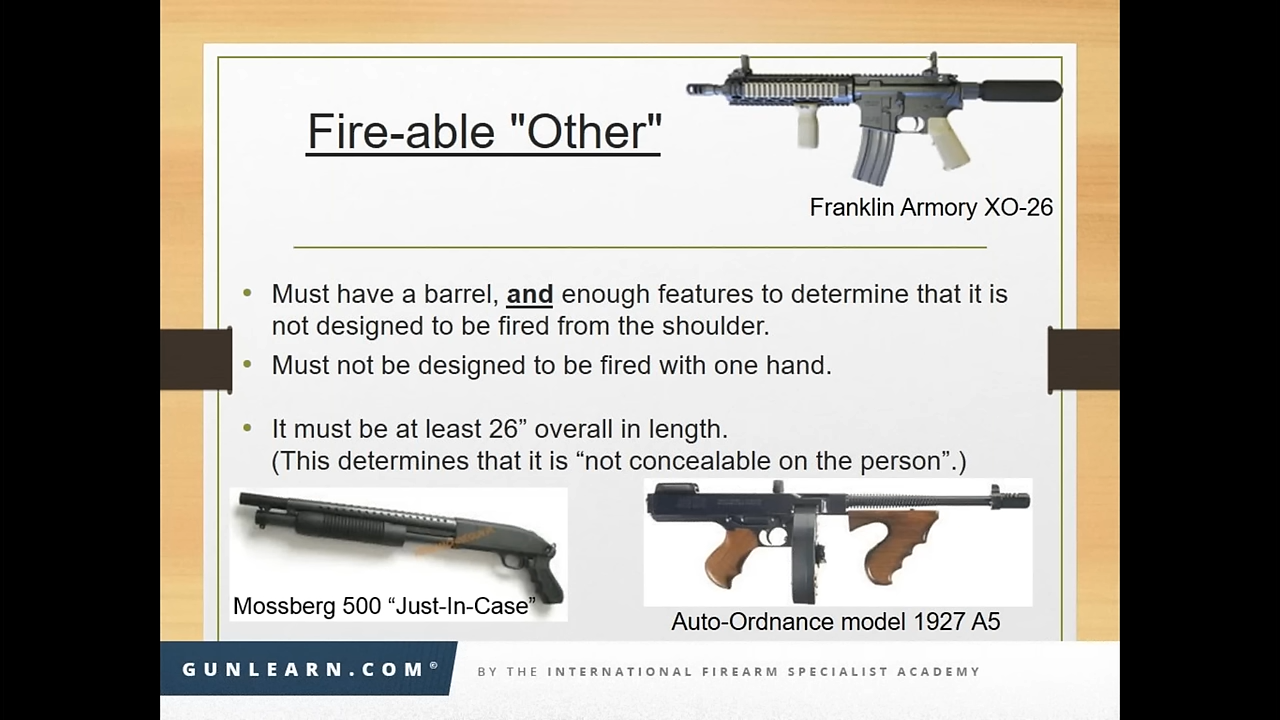 Fire-able "Other"
Franklin Armory XO-26
• Must have a barrel, and enough features to determine that it is
not designed to be fired from the shoulder.
• Must not be designed to be fired with one hand.
• It must be at least 26” overall in length.
(This determines that it is “not concealable on the person”.)
Mossberg 500 “Just-In-Case”
Auto-Ordnance model 1927 A5
GUNLEARN.COM©
BY THE INTERNATIONAL FIREARM SPECIALIST ACADEMY